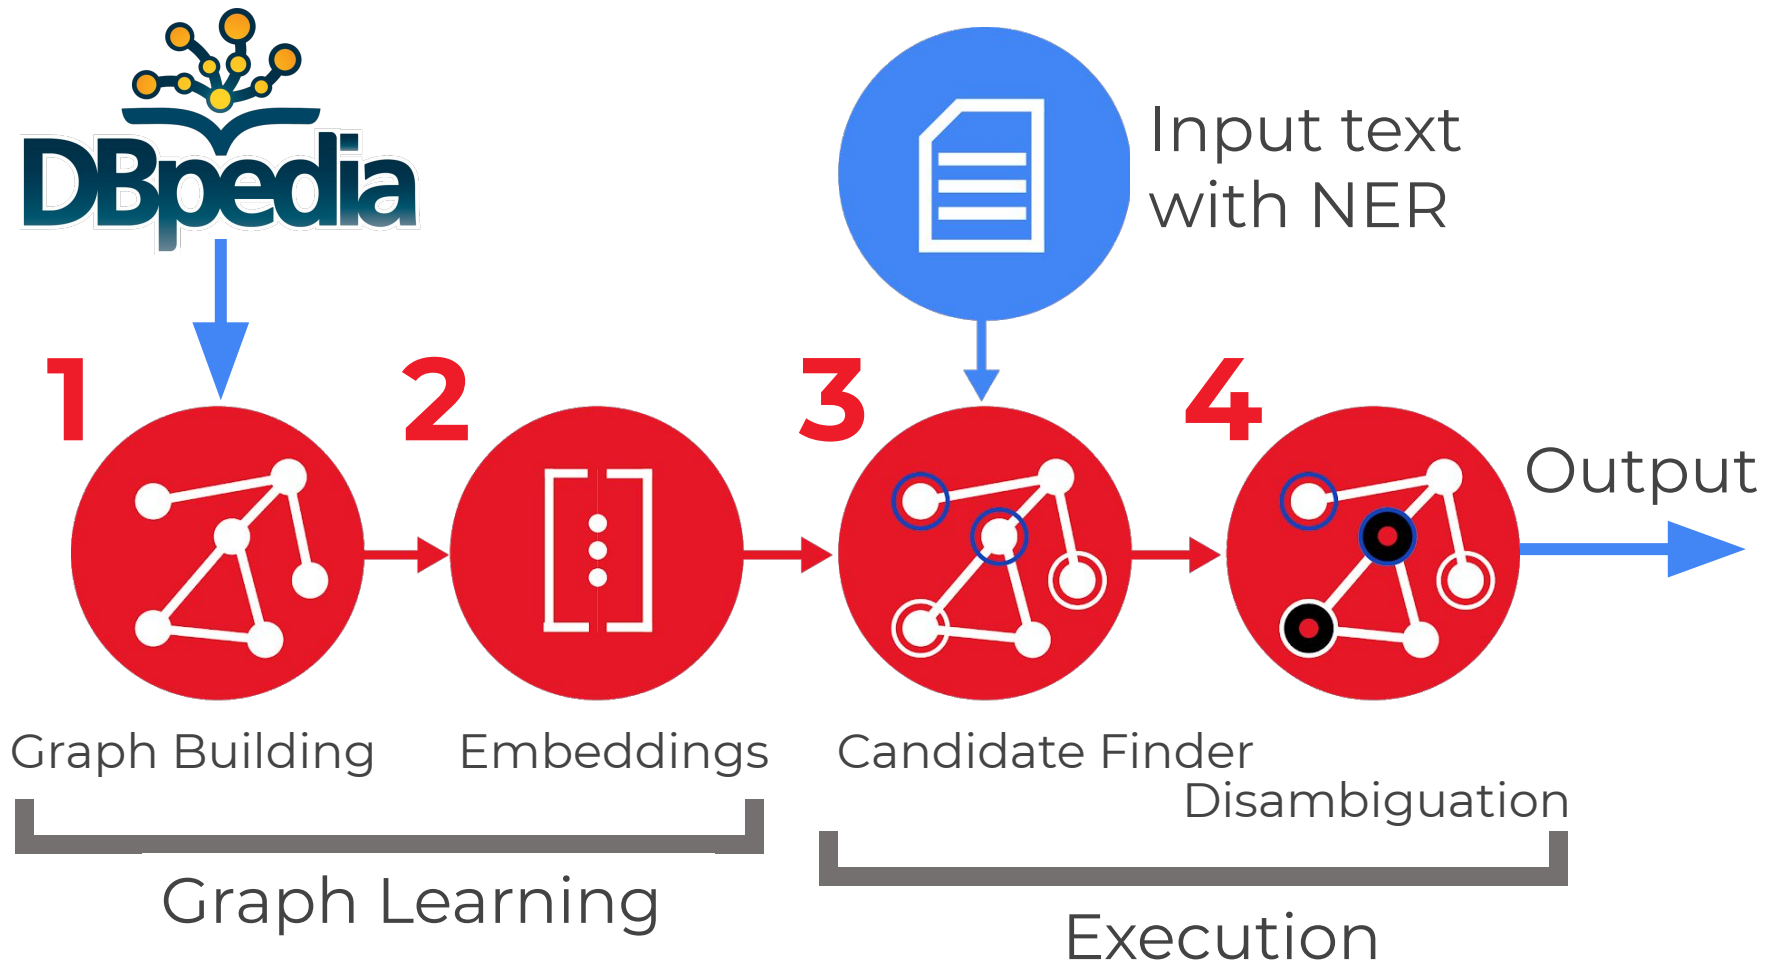 DBpedia
Input text
with NER
1
2
3
4
Output
Graph Building
Embeddings
Candidate Finder
Disambiguation
Graph Learning
Execution